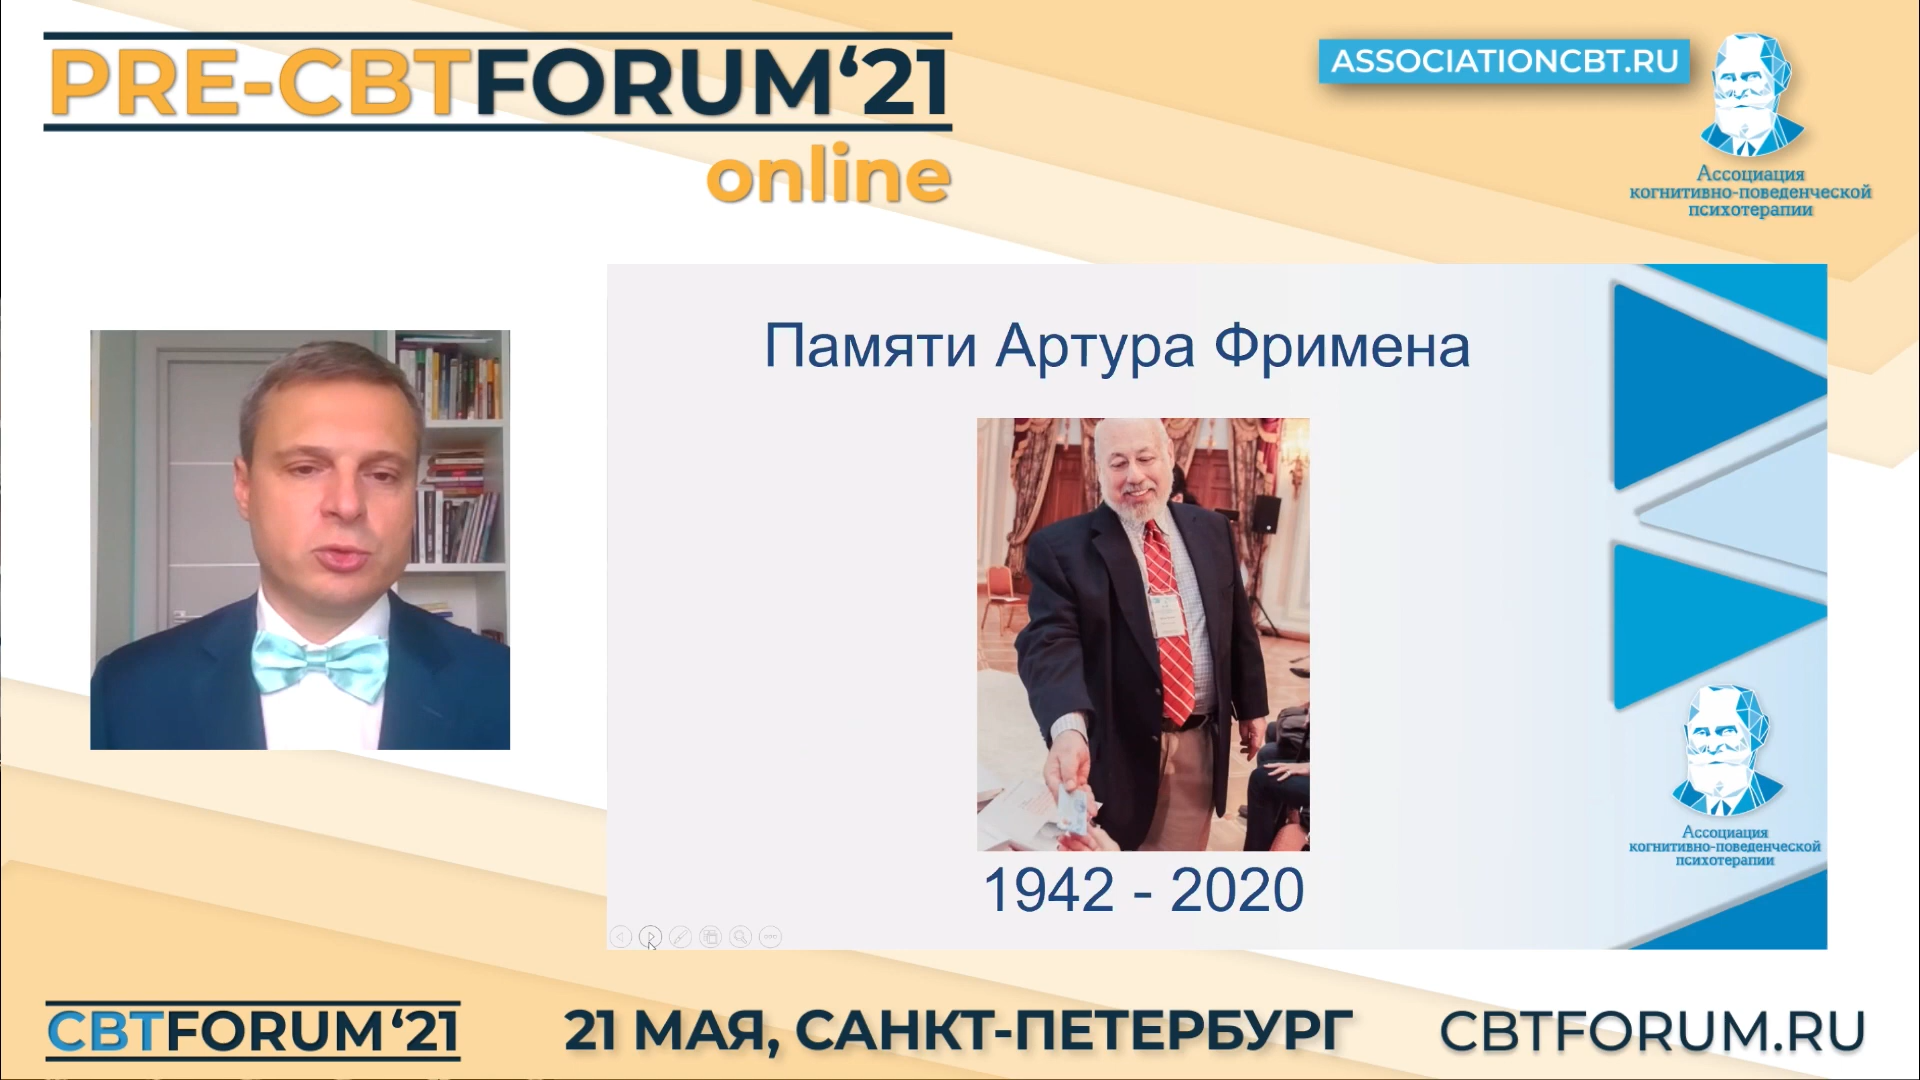 PRE-CBTFORUM‘21
online
ASSOCIATIONCBT.RU
Ассоциация
когнитивно-поведенческой
психотерапии
Памяти Артура Фримена
1942 - 2020
Ассоциация
когнитивно-поведенческой
психотерапии
CBTFORUM‘21
21 МАЯ, САНКТ-ПЕТЕРБУРГ
CBTFORUM.RU